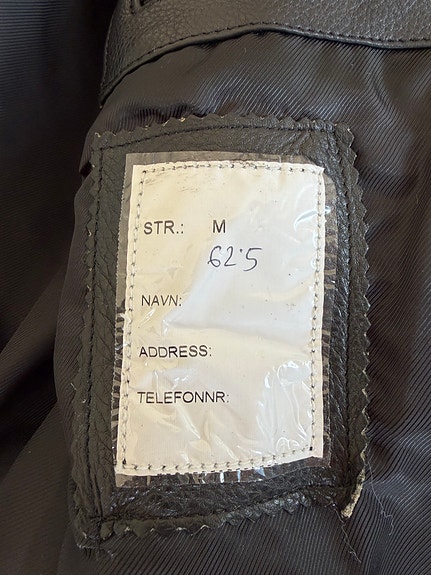 STR.: M
62.5
NAVN:
ADDRESS:
TELEFONNR: